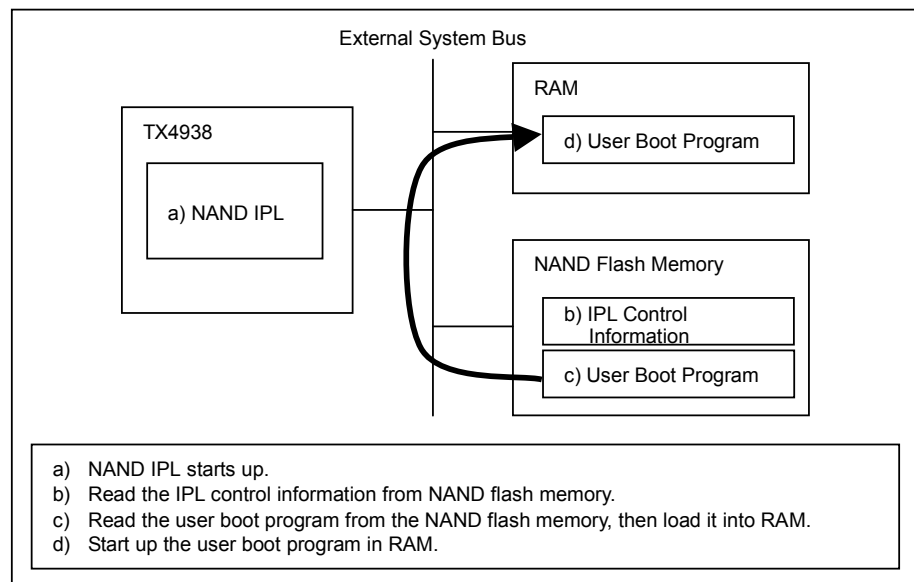 External System Bus
RAM
TX4938
d) User Boot Program
a) NAND IPL
NAND Flash Memory
b) IPL Control
Information
c) User Boot Program
a) NAND IPL starts up.
b) Read the IPL control information from NAND flash memory.
c) Read the user boot program from the NAND flash memory, then load it into RAM.
d) Start up the user boot program in RAM.